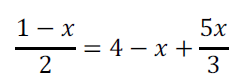 (1 − x)/2 = 4 − x + 5x/3